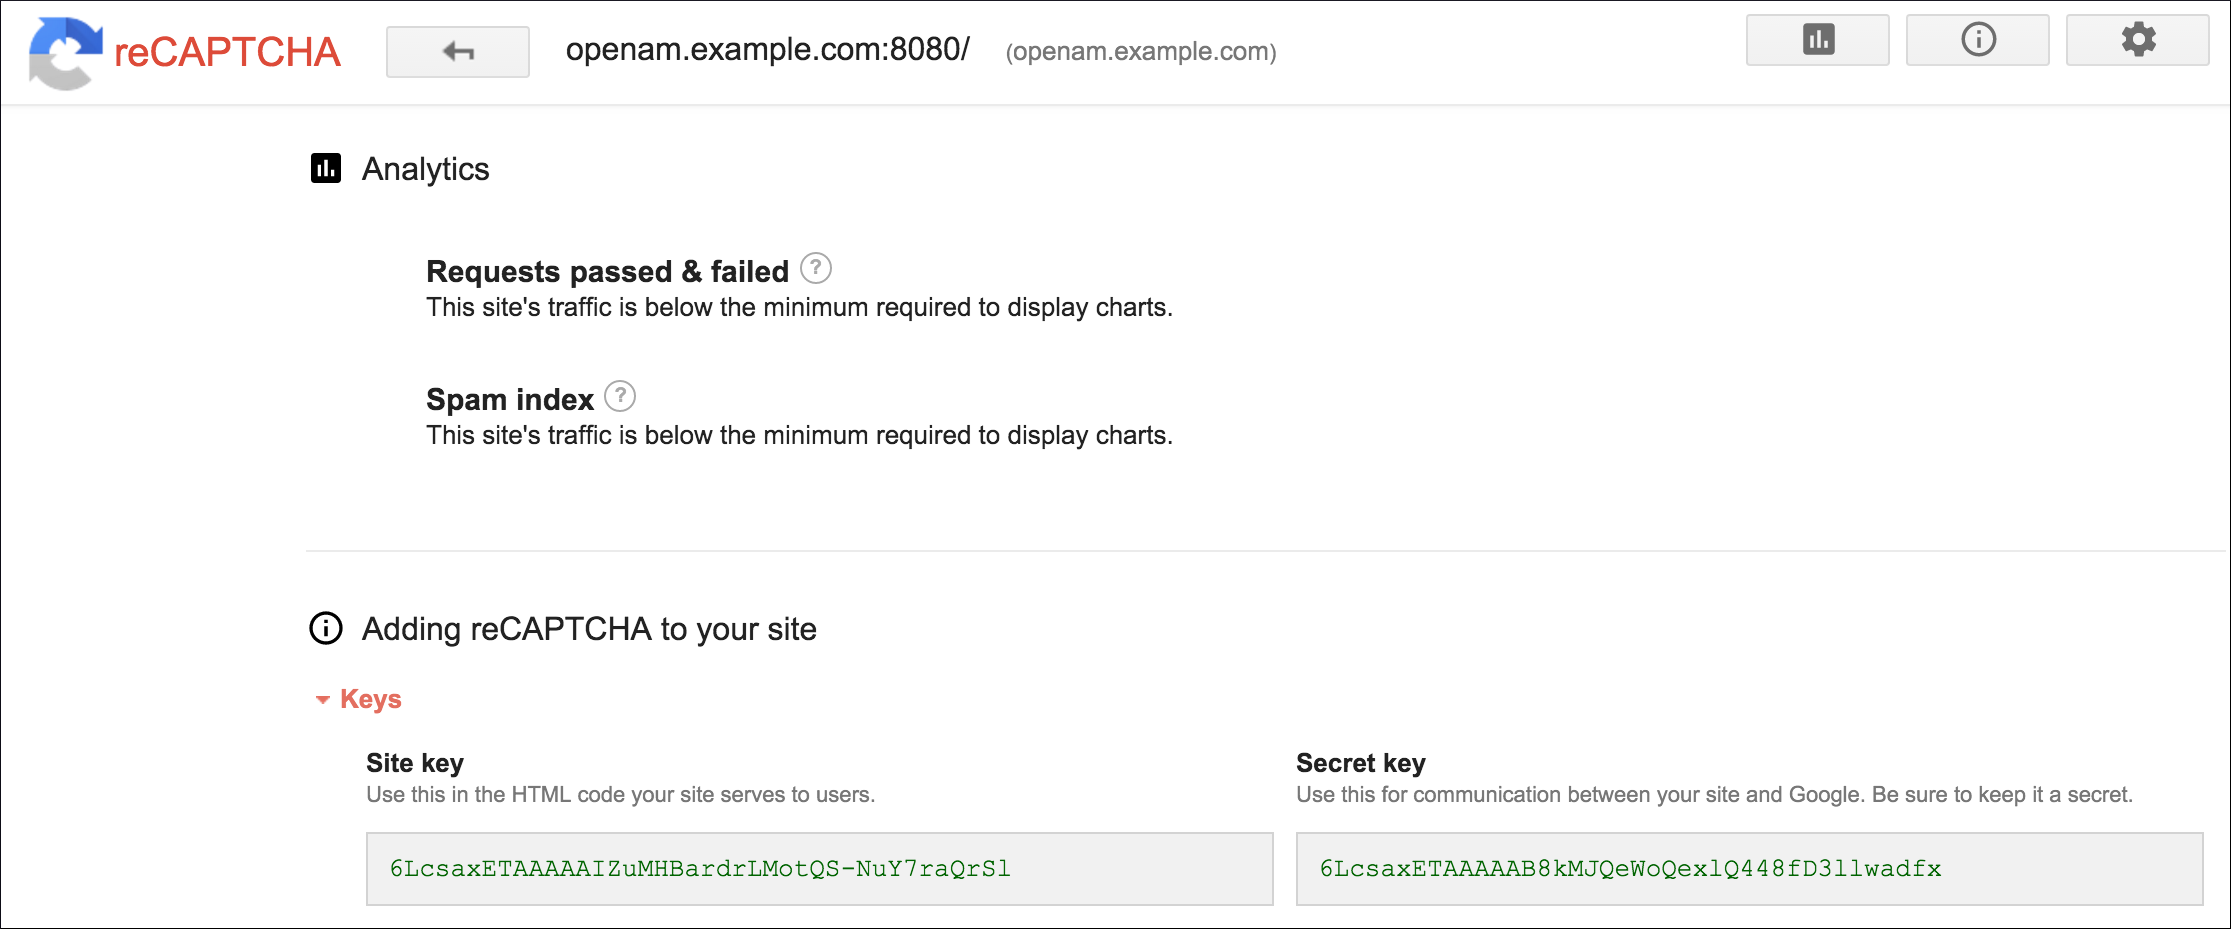 reCAPTCHA
openam.example.com:8080/ (openam.example.com)
Analytics
Requests passed & failed ?
This site's traffic is below the minimum required to display charts.
Spam index ?
This site's traffic is below the minimum required to display charts.
Adding reCAPTCHA to your site
Keys
Site key
Use this in the HTML code your site serves to users.
6LcsaxETAAAAAIZuMHBardrLMotQS-NuY7raQrSl
Secret key
Use this for communication between your site and Google. Be sure to keep it a secret.
6LcsaxETAAAAAB8kMJQeWoQexlQ448fD3llwadfx